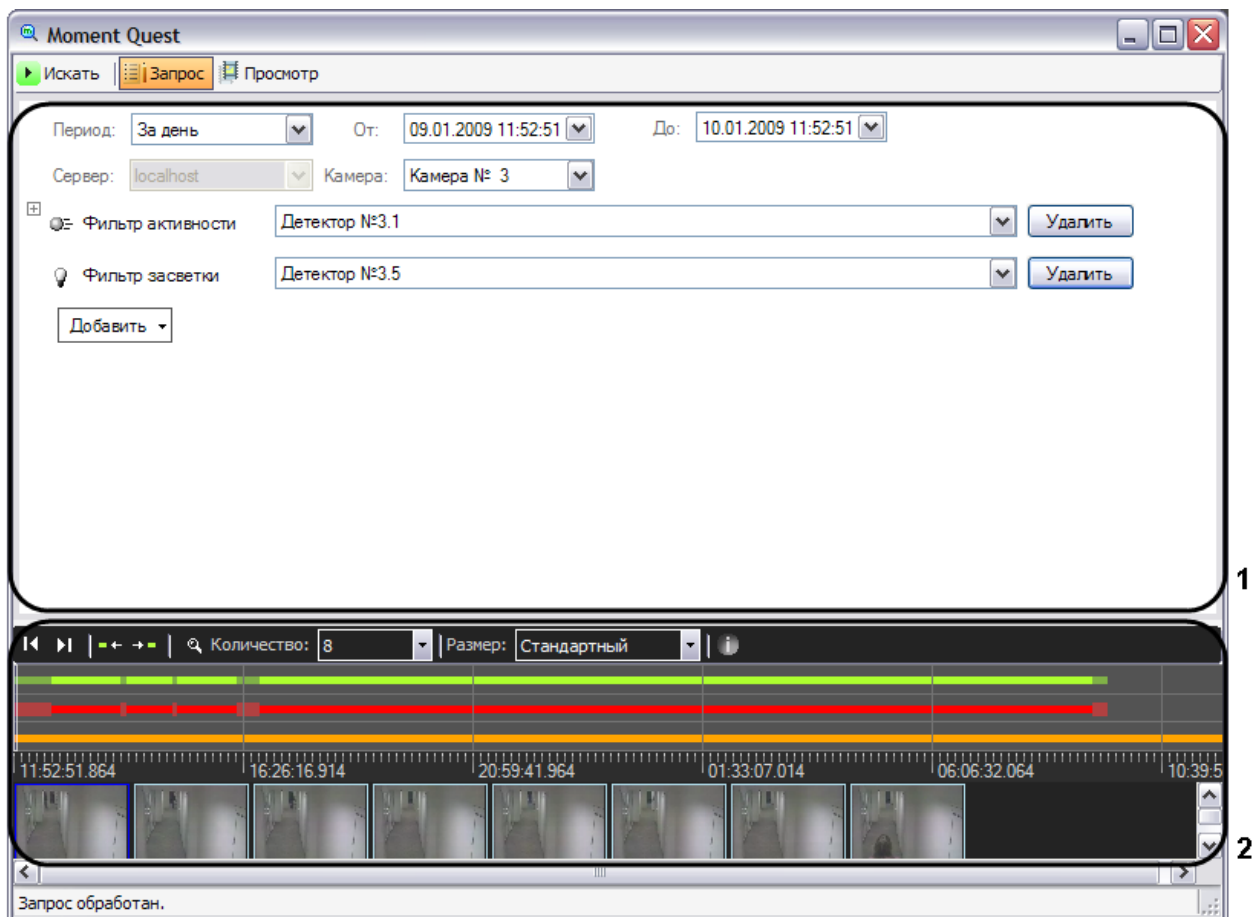 Moment Quest
Искать Запрос Просмотр
Период: За день От: 09.01.2009 11:52:51 До: 10.01.2009 11:52:51
Сервер: localhost Камера: Камера № 3
Фильтр активности Детектор №3.1 Удалить
Фильтр засветки Детектор №3.5 Удалить
Добавить
1
Количество: 8 Размер: Стандартный
11:52:51.864 16:26:16.914 20:59:41.964 01:33:07.014 06:06:32.064 10:39:5
2
Запрос обработан.